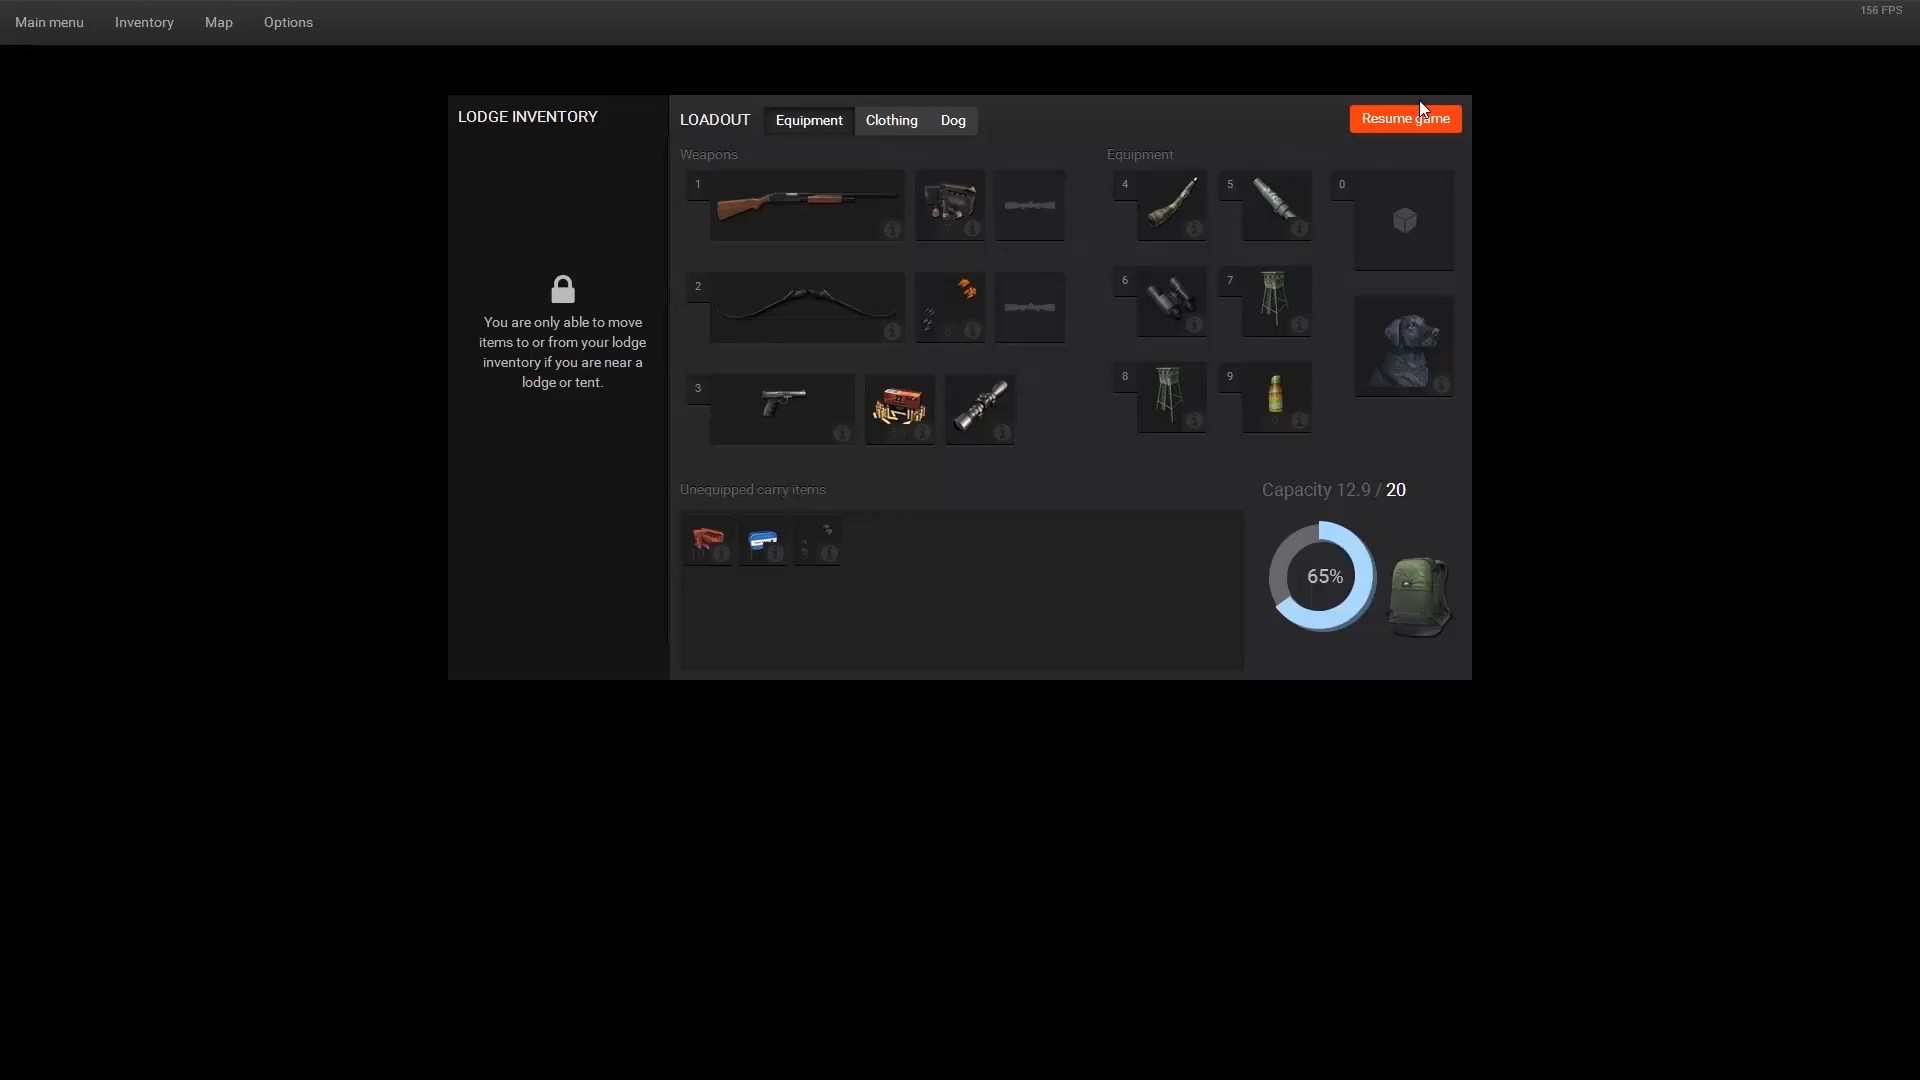 Main menu
Inventory
Map
Options
156 FPS
LODGE INVENTORY
You are only able to move
items to or from your lodge
inventory if you are near a
lodge or tent.
LOADOUT
Equipment
Clothing
Dog
Resume game
Weapons
Equipment
1
2
3
50
4
5
0
6
7
8
9
Unequipped carry items
Capacity 12.9 / 20
65%